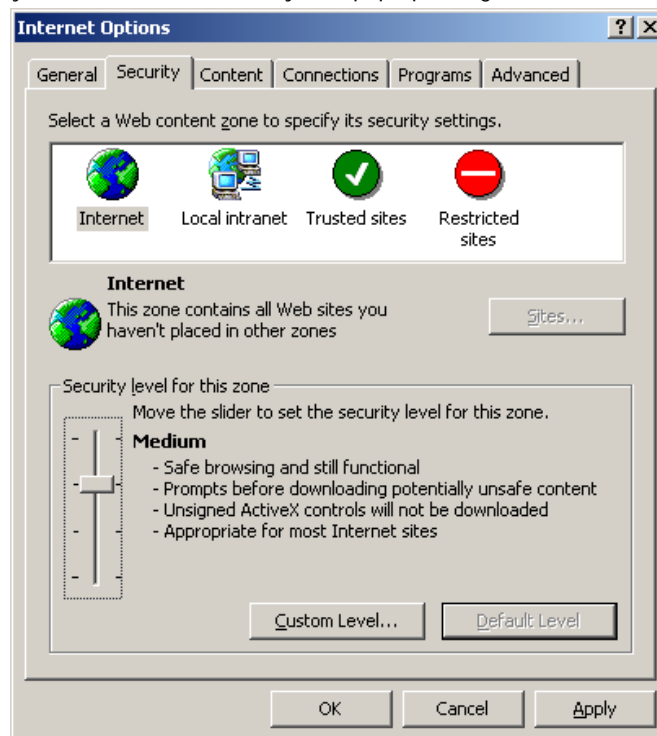 Internet Options
General Security Content Connections Programs Advanced
Select a Web content zone to specify its security settings.
Internet Local intranet Trusted sites Restricted
sites
Internet
This zone contains all Web sites you
haven't placed in other zones
Sites...
Security level for this zone
Move the slider to set the security level for this zone.
Medium
- Safe browsing and still functional
- Prompts before downloading potentially unsafe content
- Unsigned ActiveX controls will not be downloaded
- Appropriate for most Internet sites
Custom Level... Default Level
OK Cancel Apply